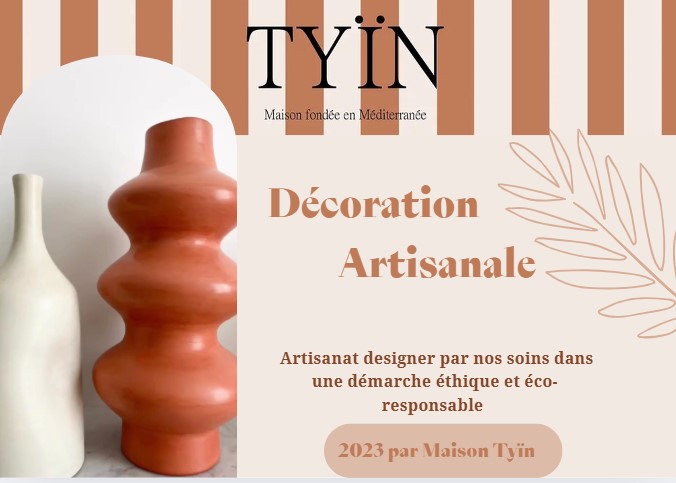 TYÏN
Maison fondée en Méditerranée
Décoration
Artisanale
Artisanat designer par nos soins dans
une démarche éthique et éco-
responsable
2023 par Maison Tyïn